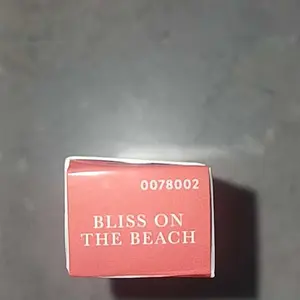 0078002
BLISS ON
THE BEACH